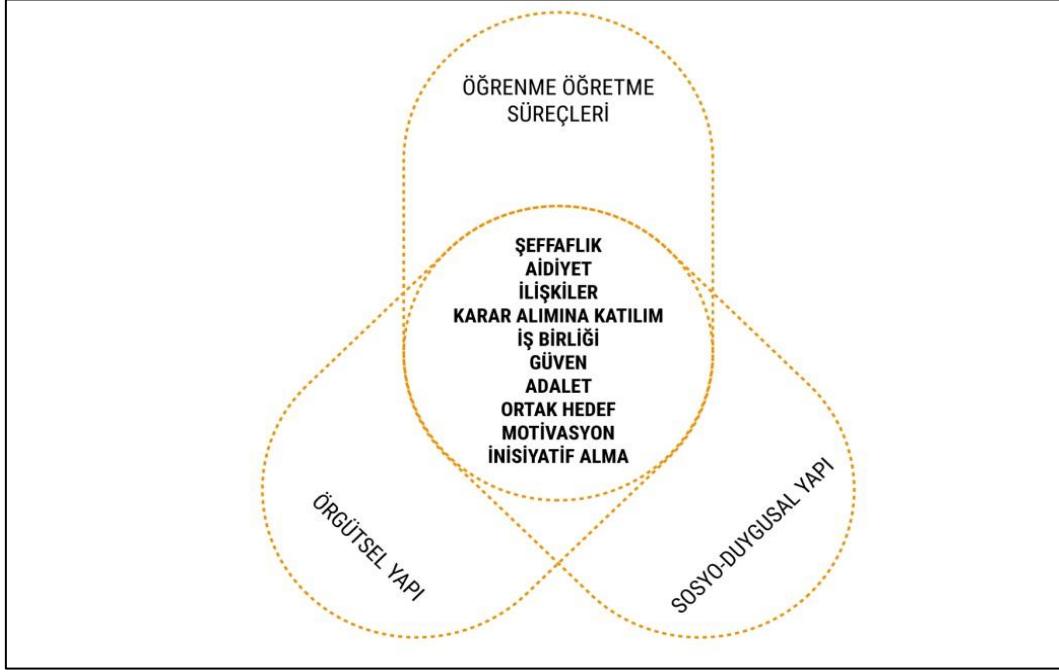 ÖĞRENME ÖĞRETME
SÜREÇLERİ
ŞEFFAFLIK
AİDİYET
İLİŞKİLER
KARAR ALIMINA KATILIM
İŞ BİRLİĞİ
GÜVEN
ADALET
ORTAK HEDEF
MOTİVASYON
İNİSİYATİF ALMA
ÖRGÜTSEL YAPI
SOSYO-DUYGUSAL YAPI